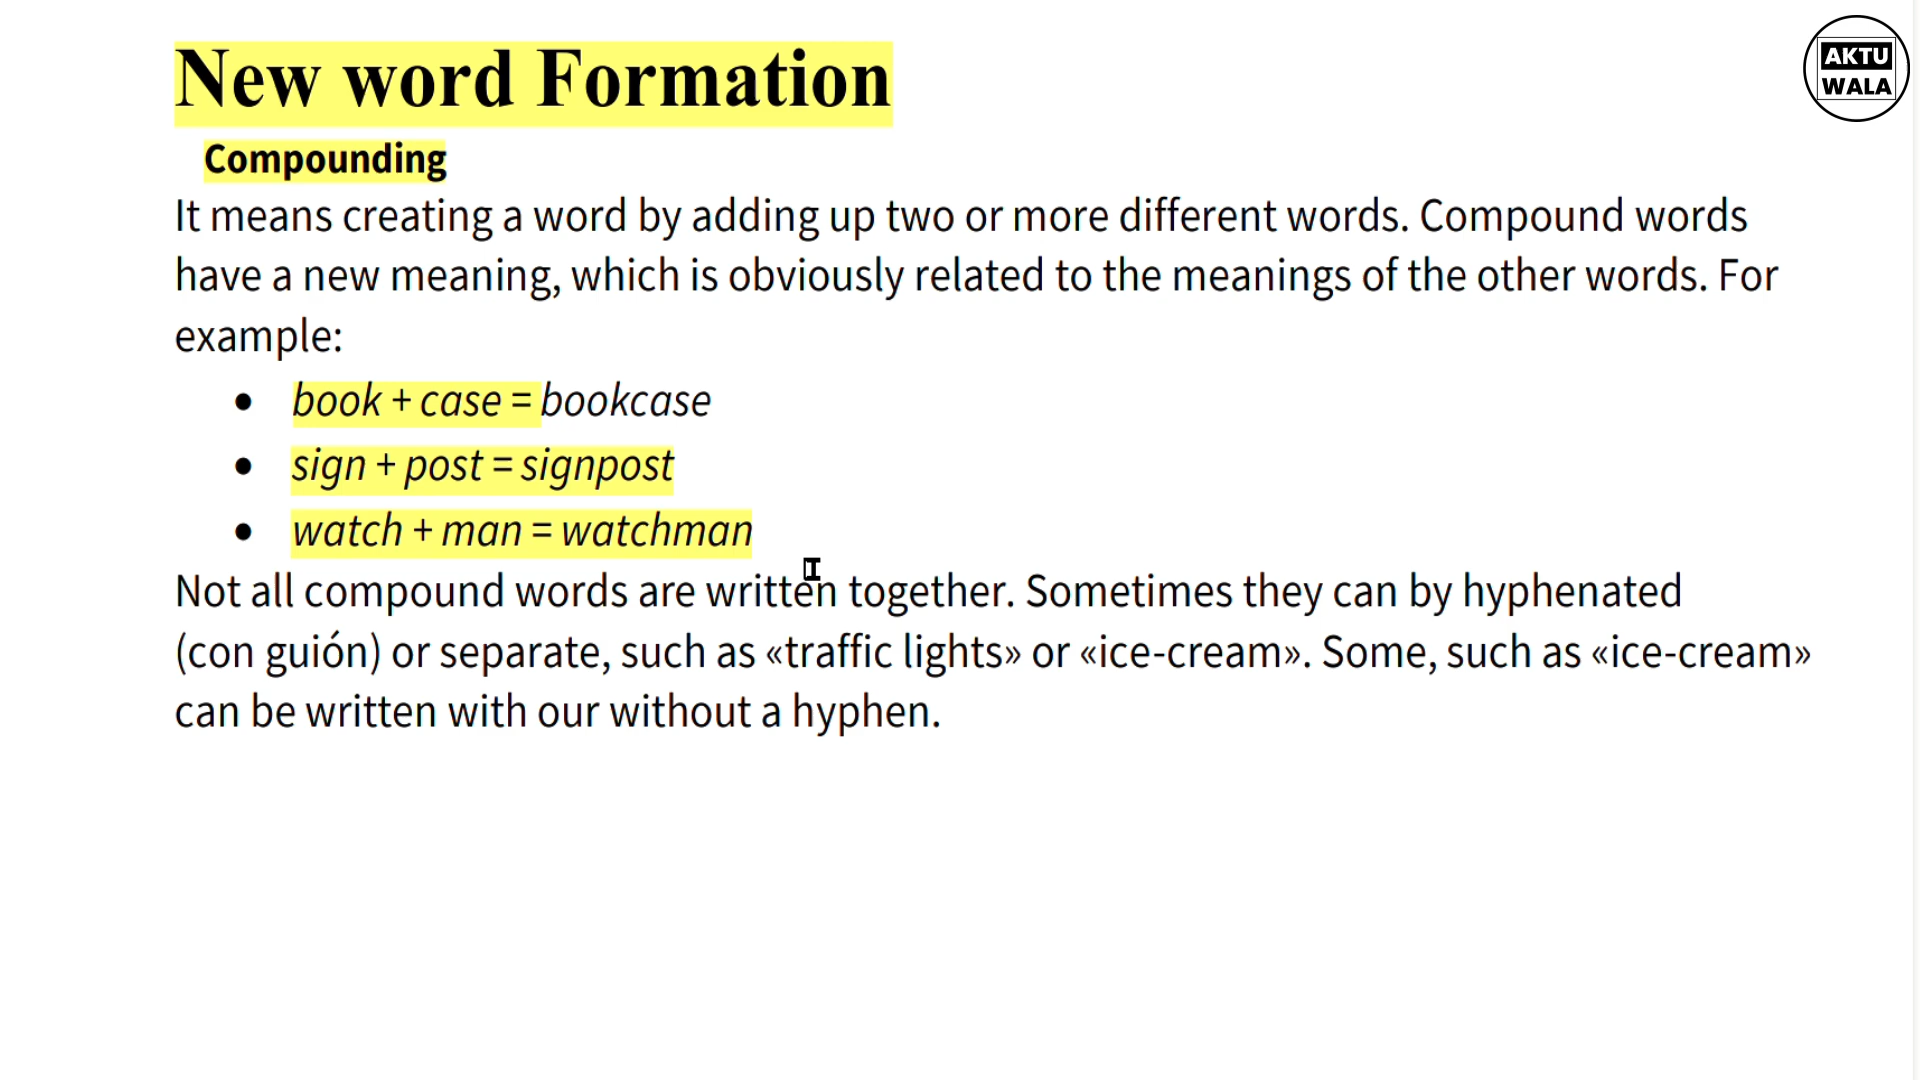 New word Formation
AKTU
WALA
Compounding
It means creating a word by adding up two or more different words. Compound words
have a new meaning, which is obviously related to the meanings of the other words. For
example:
• book + case = bookcase
• sign + post = signpost
• watch + man = watchman
Not all compound words are written together. Sometimes they can by hyphenated
(con guión) or separate, such as «traffic lights» or «ice-cream». Some, such as «ice-cream»
can be written with our without a hyphen.